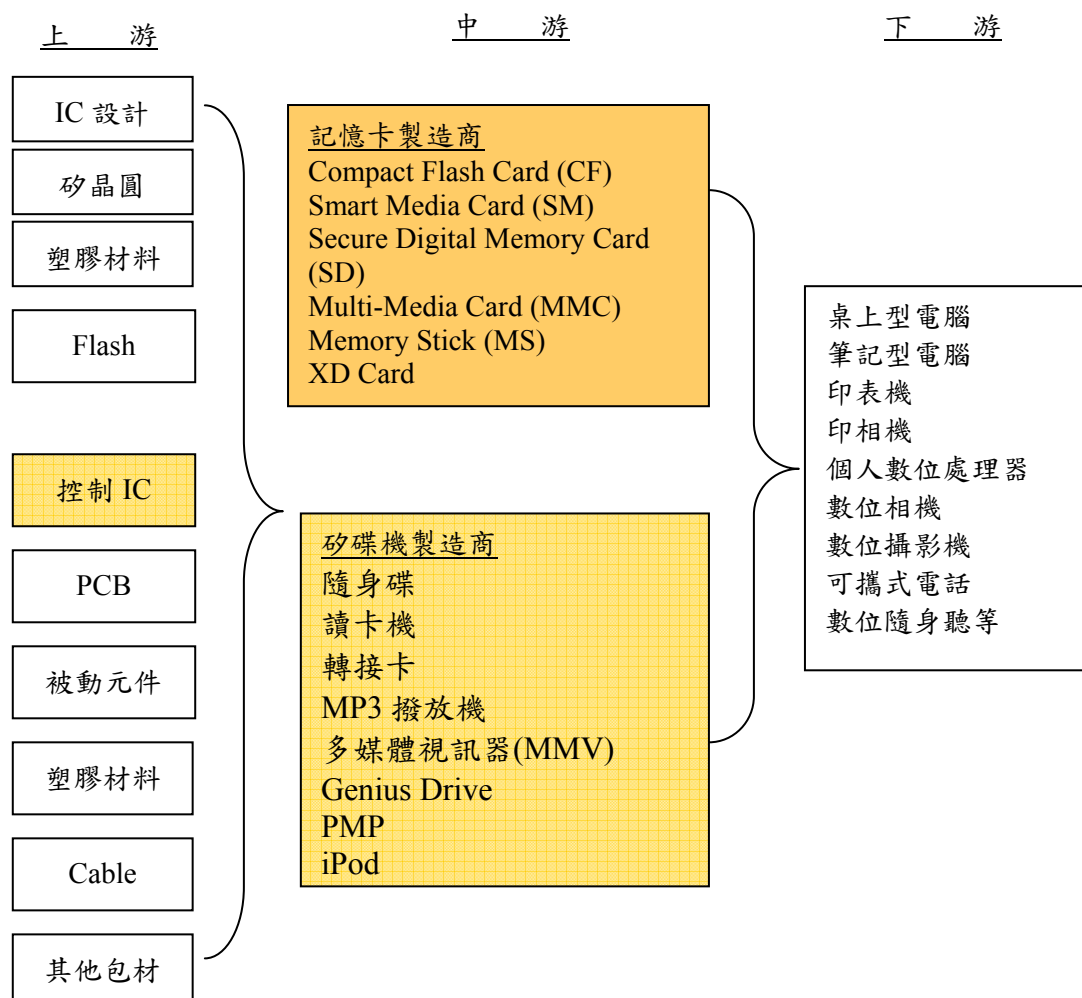 上 游
中 游
下 游
IC 設計
矽晶圓
塑膠材料
Flash
控制 IC
PCB
被動元件
塑膠材料
Cable
其他包材
記憶卡製造商
Compact Flash Card (CF)
Smart Media Card (SM)
Secure Digital Memory Card
(SD)
Multi-Media Card (MMC)
Memory Stick (MS)
XD Card
矽碟機製造商
隨身碟
讀卡機
轉接卡
MP3 撥放機
多媒體視訊器(MMV)
Genius Drive
PMP
iPod
桌上型電腦
筆記型電腦
印表機
印相機
個人數位處理器
數位相機
數位攝影機
可攜式電話
數位隨身聽等